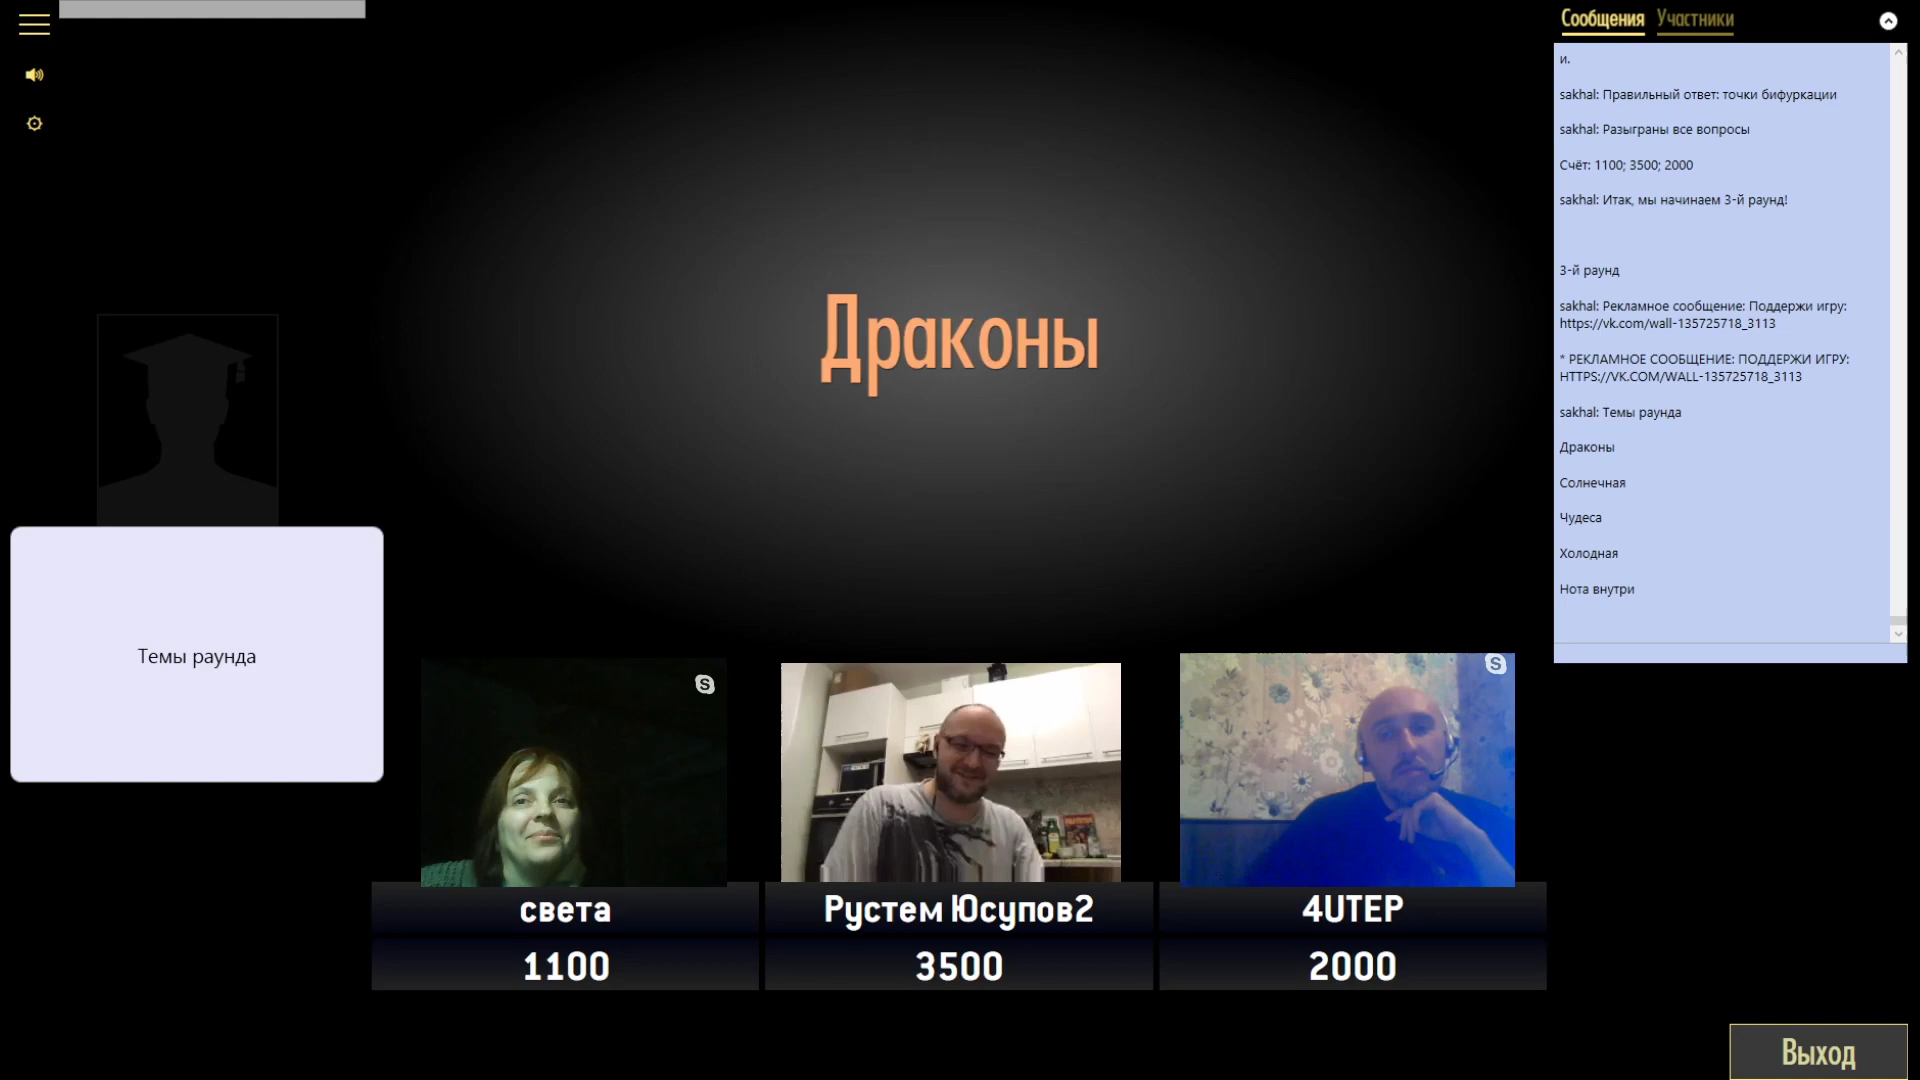 Сообщения Участники
и.
sakhal: Правильный ответ: точки бифуркации
sakhal: Разыграны все вопросы
Счёт: 1100; 3500; 2000
sakhal: Итак, мы начинаем 3-й раунд!
3-й раунд
sakhal: Рекламное сообщение: Поддержи игру:
https://vk.com/wall-135725718_3113
* РЕКЛАМНОЕ СООБЩЕНИЕ: ПОДДЕРЖИ ИГРУ:
HTTPS://VK.COM/WALL-135725718_3113
sakhal: Темы раунда
Драконы
Солнечная
Чудеса
Холодная
Нота внутри
Драконы
Темы раунда
света
1100
Рустем Юсупов2
3500
4UTEP
2000
Выход